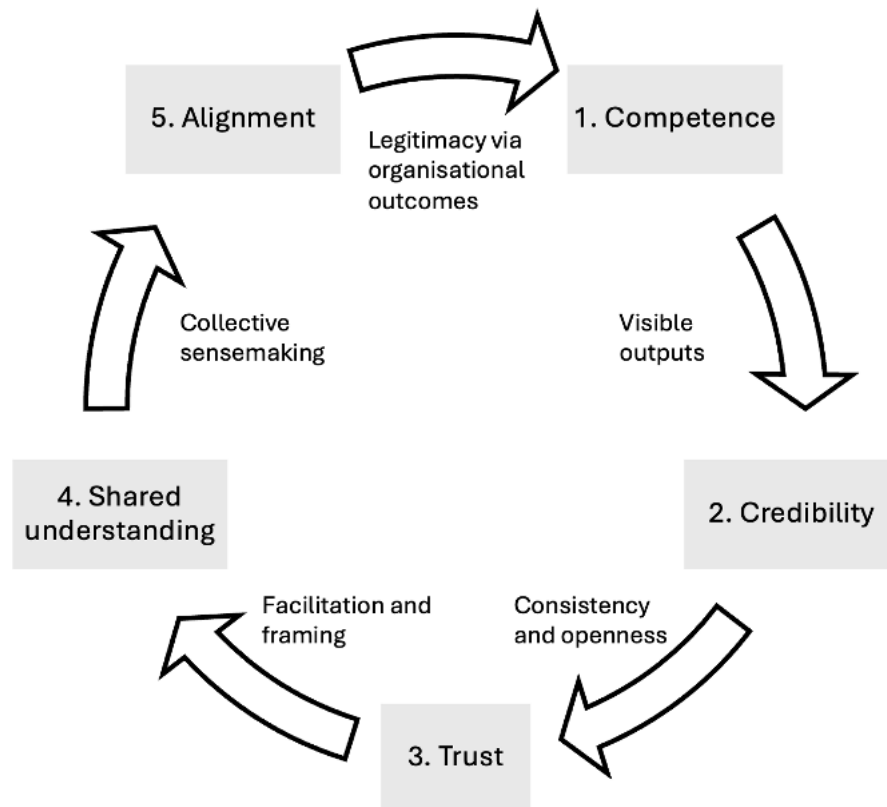 5. Alignment
Legitimacy via
organisational
outcomes
1. Competence
Visible
outputs
2. Credibility
Consistency
and openness
3. Trust
Facilitation and
framing
4. Shared
understanding
Collective
sensemaking